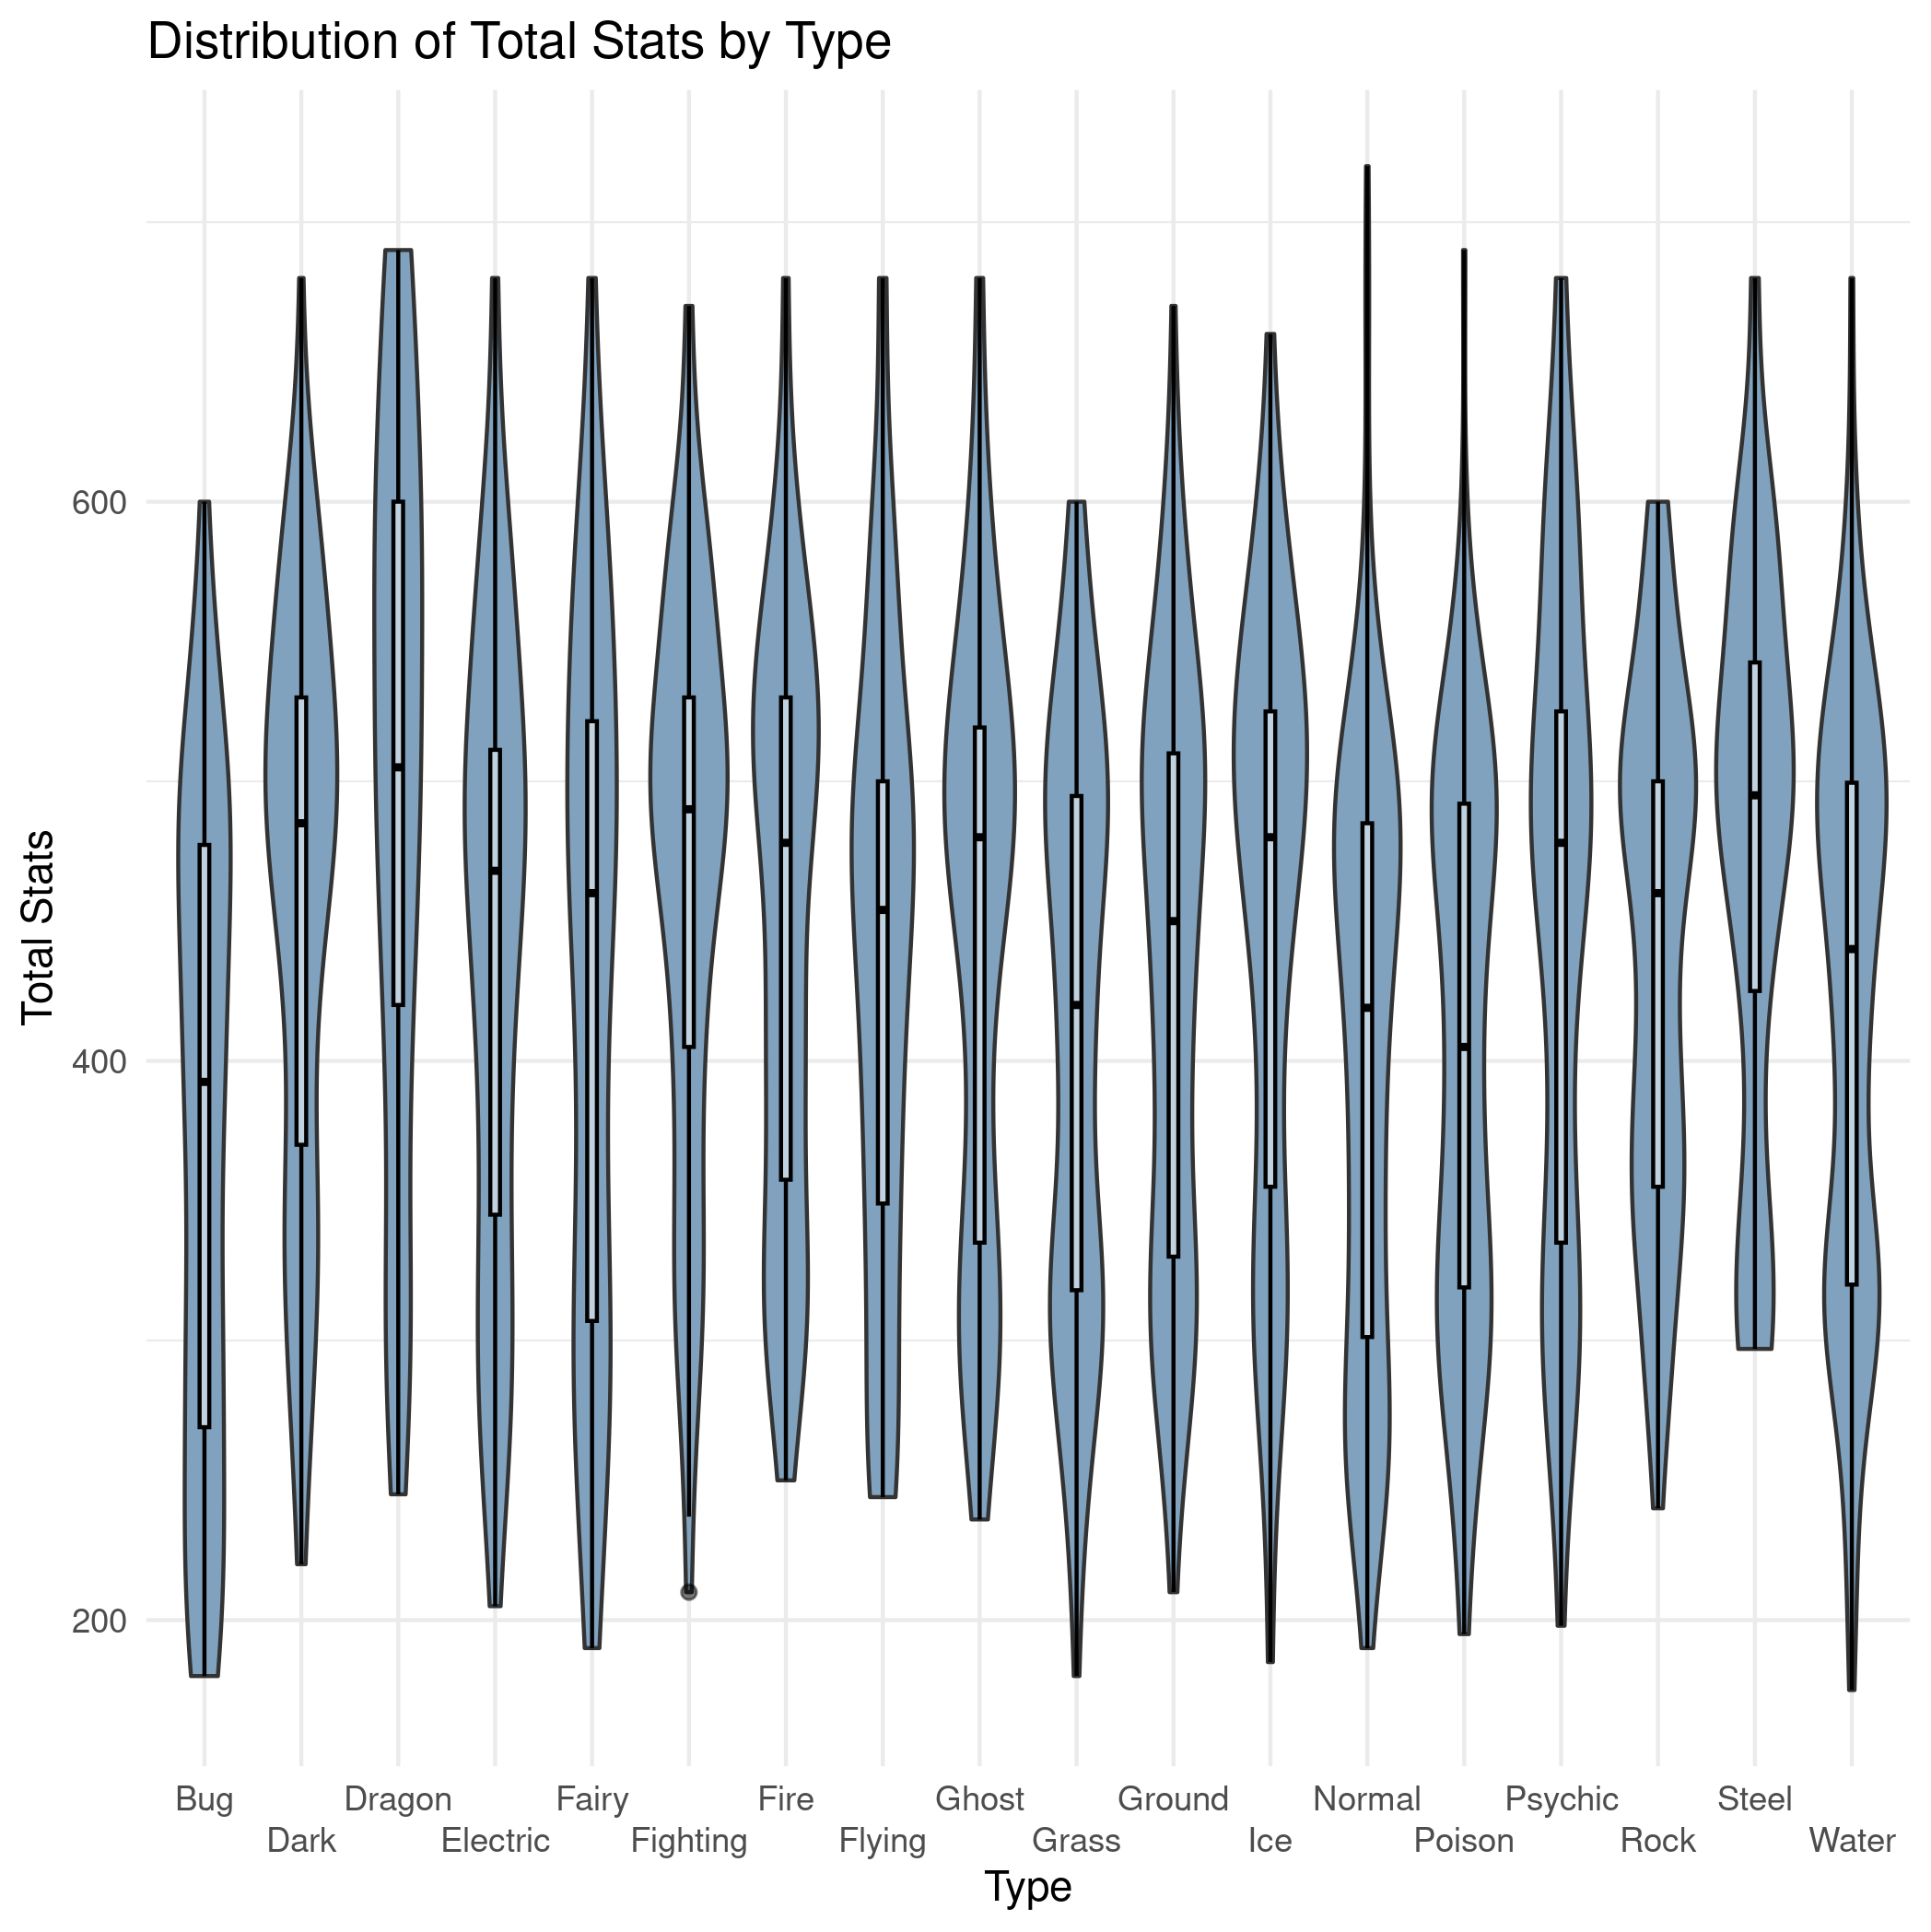 Distribution of Total Stats by Type
Total Stats
600
400
200
Bug Dragon Fairy Fire Ghost Ground Normal Psychic Steel
Dark Electric Fighting Flying Grass Ice Poison Rock Water
Type